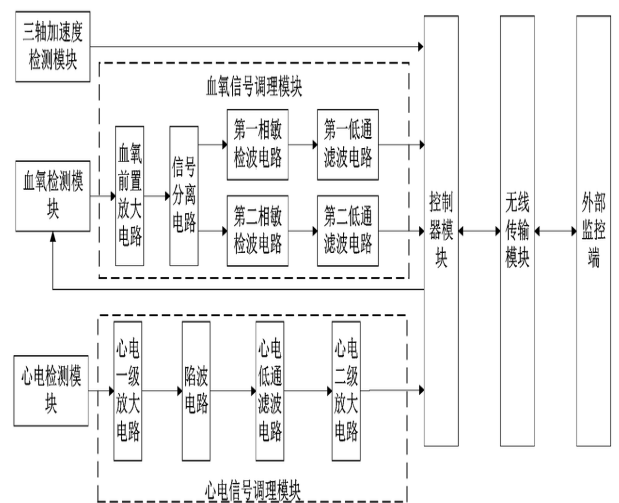 三轴加速度
检测模块
血氧信号调理模块
血氧检测模
块
血氧
前置
放大
电路
信号
分离
电路
第一相敏
检波电路
第一低通
滤波电路
第二相敏
检波电路
第二低通
滤波电路
控制
器模
块
无线
传输
模块
外部
监控
端
心电检测模
块
心电
一级
放大
电路
陷波
电路
心电
低通
滤波
电路
心电
二级
放大
电路
心电信号调理模块